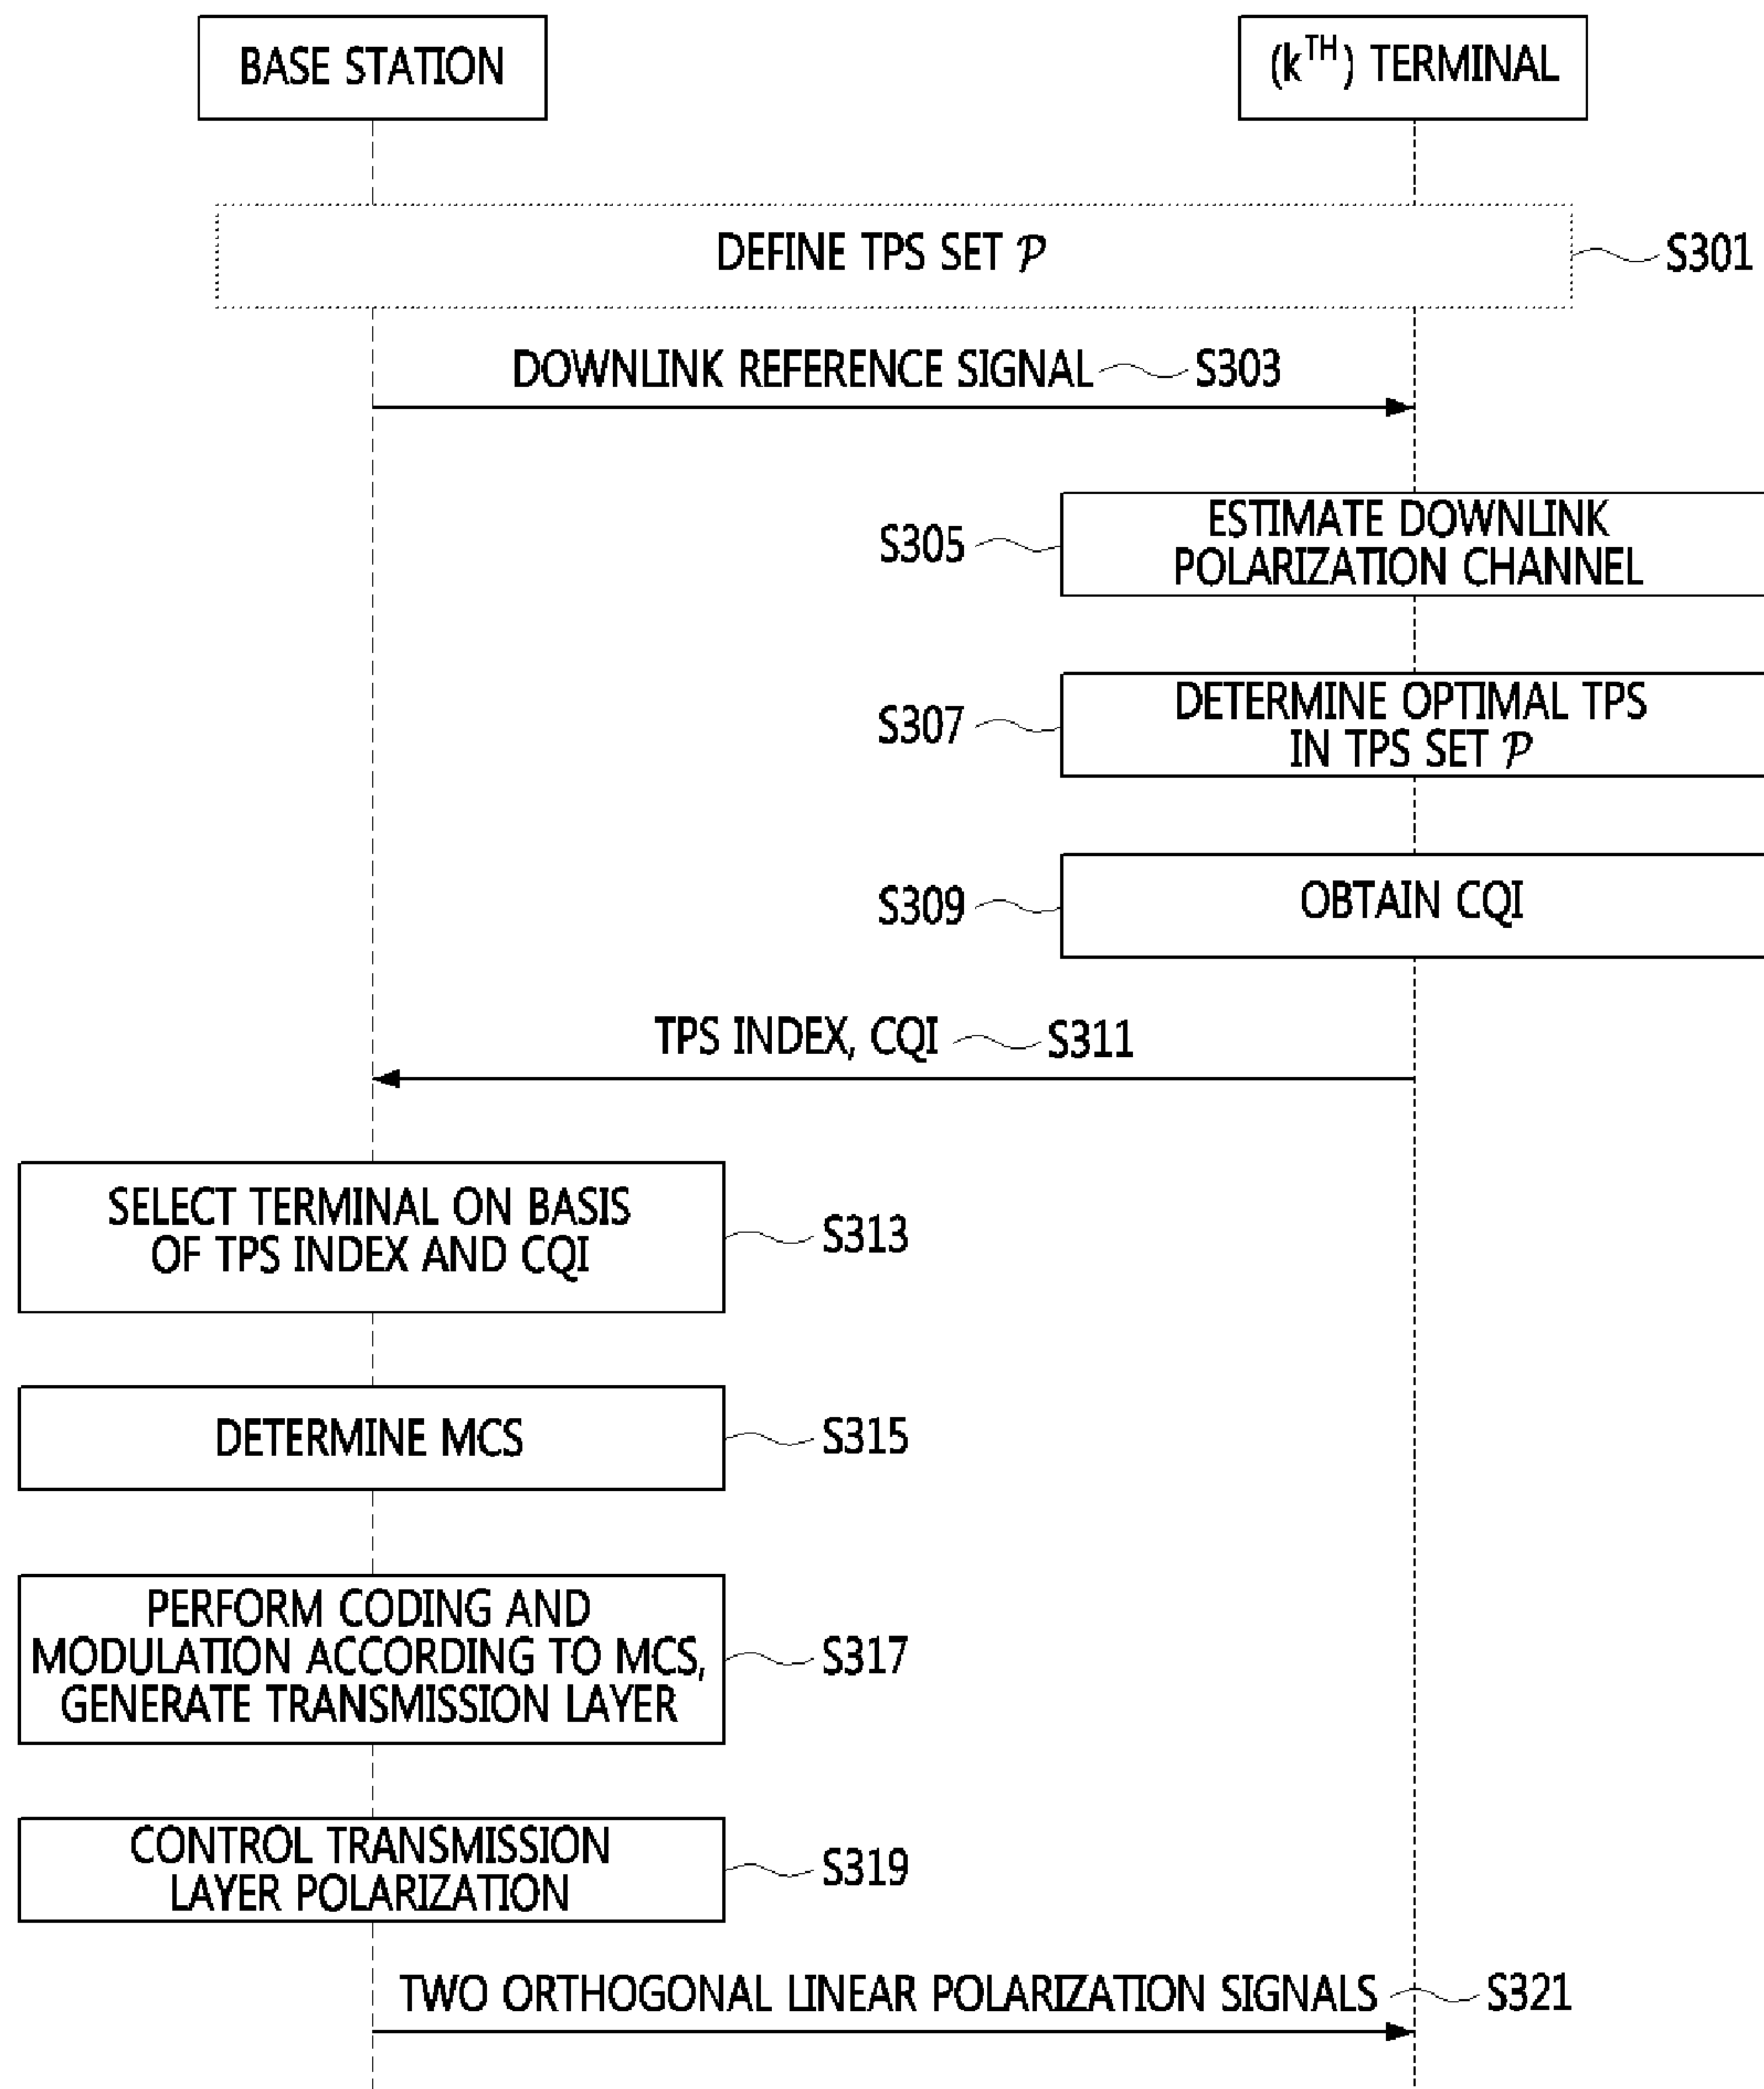 BASE STATION
(k^TH) TERMINAL
DEFINE TPS SET 𝒫
S301
DOWNLINK REFERENCE SIGNAL
S303
S305
ESTIMATE DOWNLINK
POLARIZATION CHANNEL
S307
DETERMINE OPTIMAL TPS
IN TPS SET 𝒫
S309
OBTAIN CQI
TPS INDEX, CQI
S311
SELECT TERMINAL ON BASIS
OF TPS INDEX AND CQI
S313
DETERMINE MCS
S315
PERFORM CODING AND
MODULATION ACCORDING TO MCS,
GENERATE TRANSMISSION LAYER
S317
CONTROL TRANSMISSION
LAYER POLARIZATION
S319
TWO ORTHOGONAL LINEAR POLARIZATION SIGNALS
S321